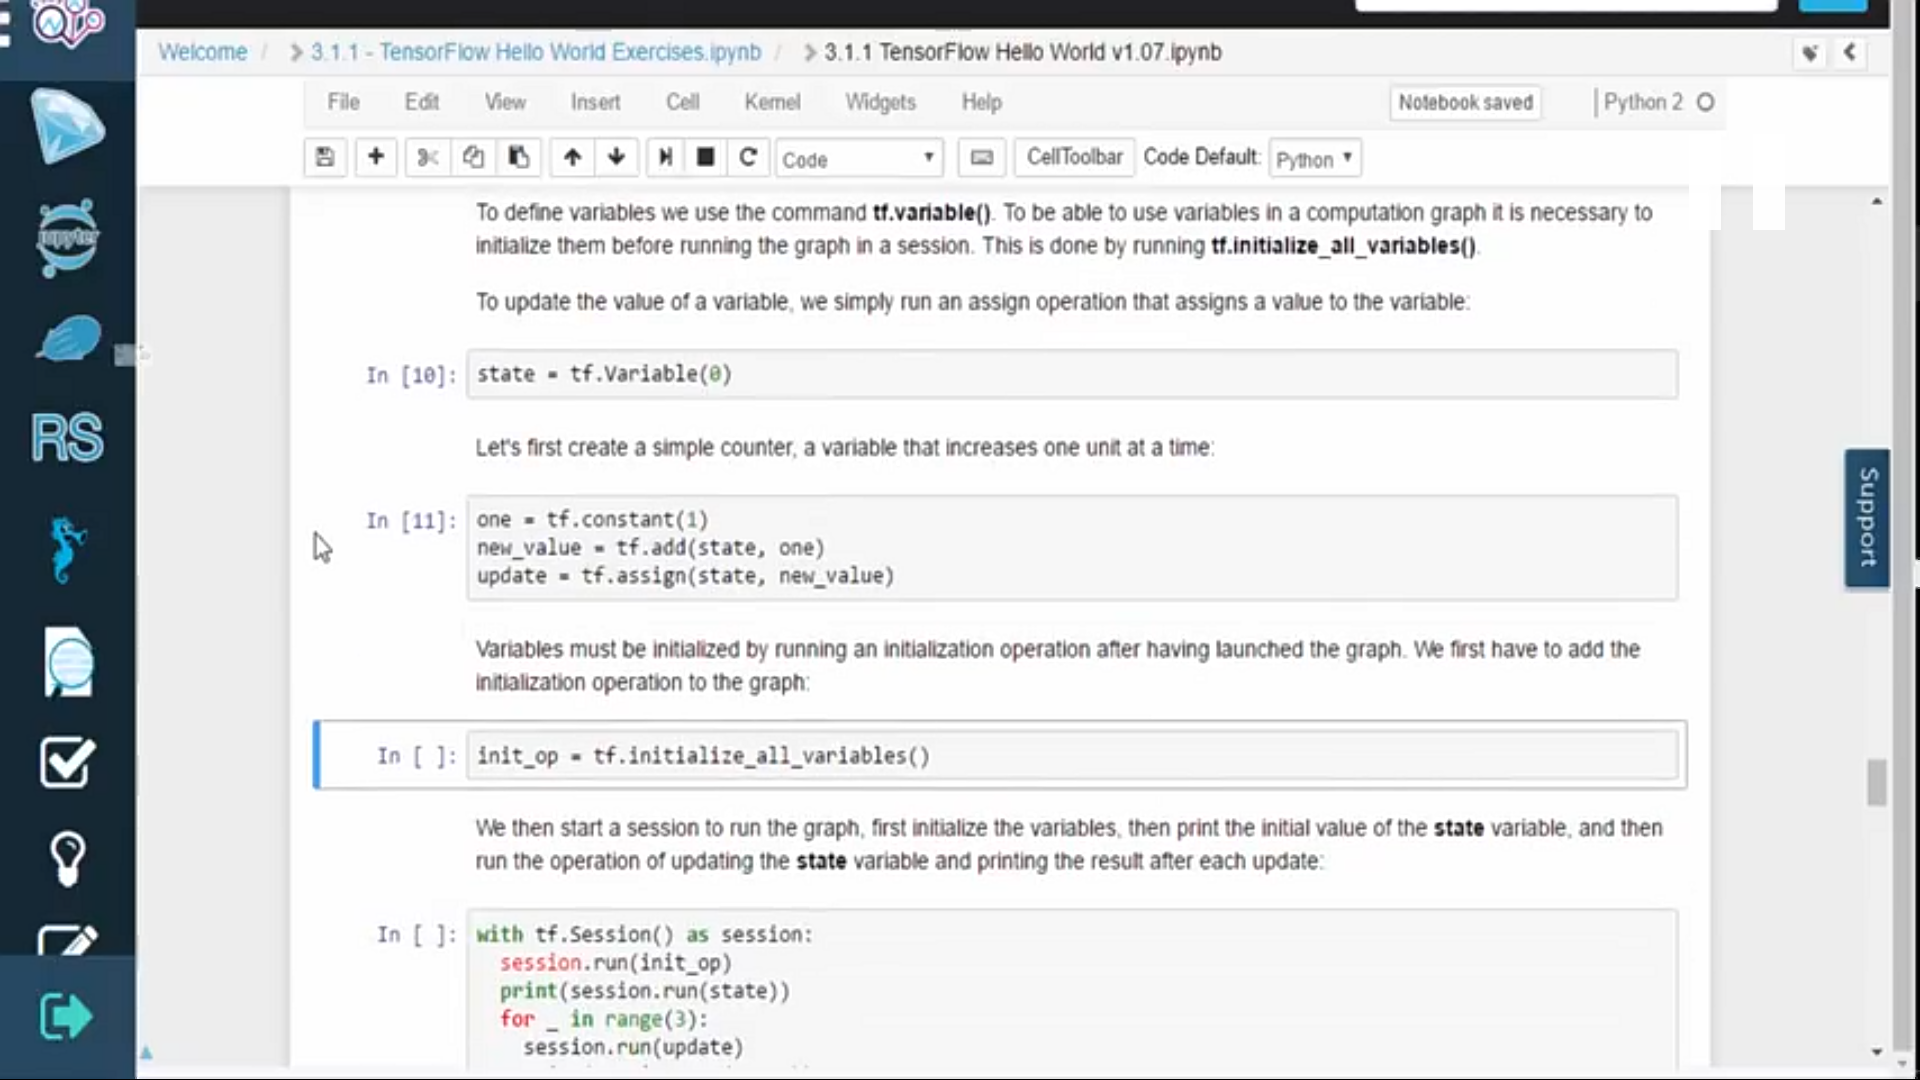 Welcome / > 3.1.1 - TensorFlow Hello World Exercises.ipynb / > 3.1.1 TensorFlow Hello World v1.07.ipynb
File Edit View Insert Cell Kernel Widgets Help Notebook saved | Python 2
Code CellToolbar Code Default: Python
jupyter
RS
Support
To define variables we use the command tf.variable(). To be able to use variables in a computation graph it is necessary to
initialize them before running the graph in a session. This is done by running tf.initialize_all_variables().
To update the value of a variable, we simply run an assign operation that assigns a value to the variable:
In [10]: state = tf.Variable(0)
Let's first create a simple counter, a variable that increases one unit at a time:
In [11]: one = tf.constant(1)
new_value = tf.add(state, one)
update = tf.assign(state, new_value)
Variables must be initialized by running an initialization operation after having launched the graph. We first have to add the
initialization operation to the graph:
In [ ]: init_op = tf.initialize_all_variables()
We then start a session to run the graph, first initialize the variables, then print the initial value of the state variable, and then
run the operation of updating the state variable and printing the result after each update:
In [ ]: with tf.Session() as session:
session.run(init_op)
print(session.run(state))
for _ in range(3):
session.run(update)